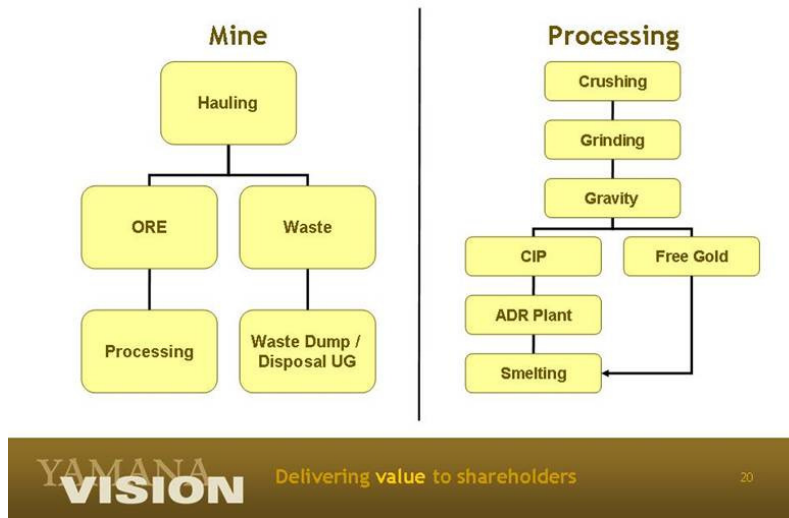 Mine
Hauling
ORE
Waste
Processing
Waste Dump /
Disposal UG
Processing
Crushing
Grinding
Gravity
CIP
Free Gold
ADR Plant
Smelting
YAMANA
VISION
Delivering value to shareholders
20